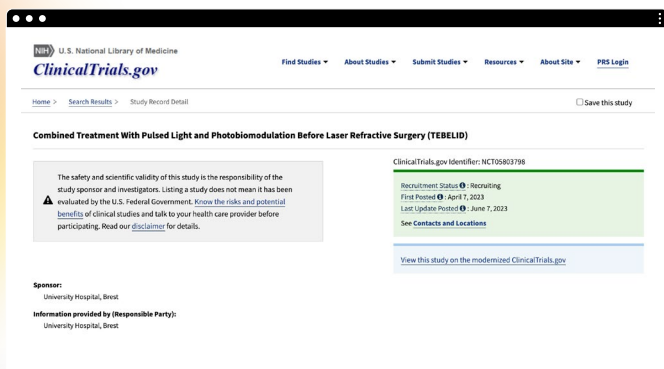 NIH U.S. National Library of Medicine
ClinicalTrials.gov
Find Studies ▼ About Studies ▼ Submit Studies ▼ Resources ▼ About Site ▼ PRS Login
Home > Search Results > Study Record Detail
Save this study
Combined Treatment With Pulsed Light and Photobiomodulation Before Laser Refractive Surgery (TEBELID)
The safety and scientific validity of this study is the responsibility of the
study sponsor and investigators. Listing a study does not mean it has been
evaluated by the U.S. Federal Government. Know the risks and potential
benefits of clinical studies and talk to your health care provider before
participating. Read our disclaimer for details.
ClinicalTrials.gov Identifier: NCT05803798
Recruitment Status : Recruiting
First Posted : April 7, 2023
Last Update Posted : June 7, 2023
See Contacts and Locations
View this study on the modernized ClinicalTrials.gov
Sponsor:
University Hospital, Brest
Information provided by (Responsible Party):
University Hospital, Brest